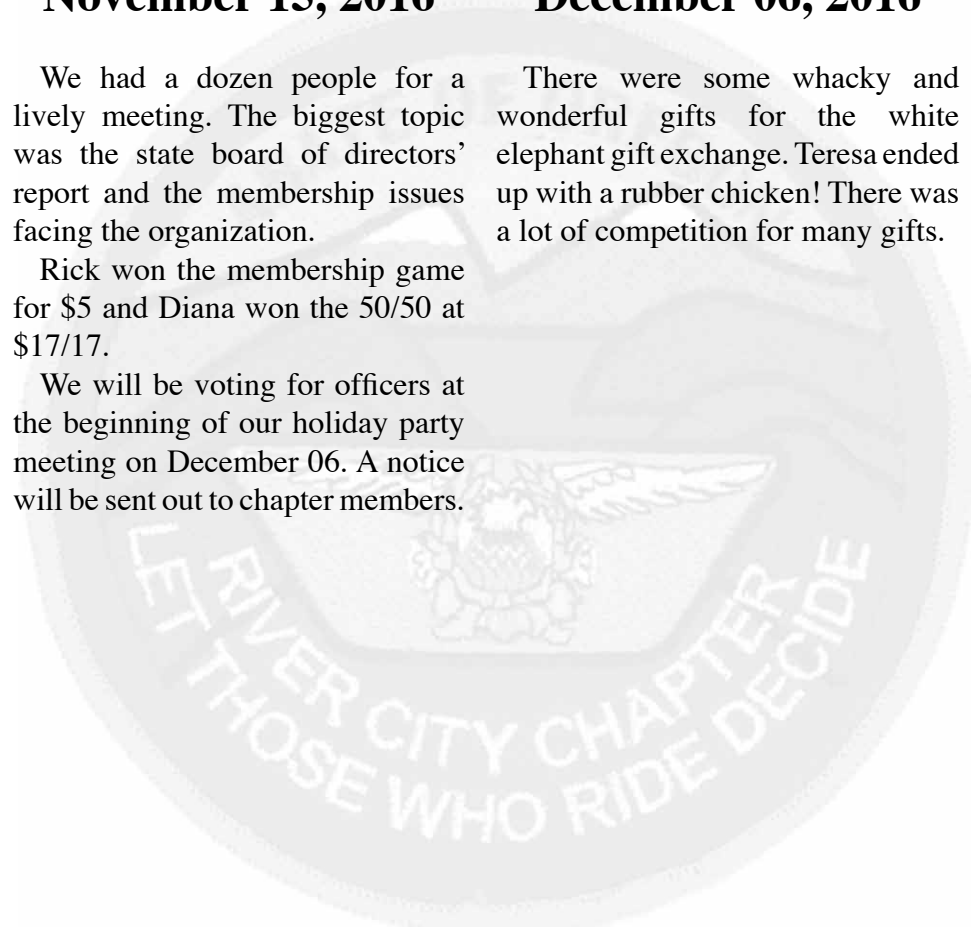 November 15, 2016
We had a dozen people for a
lively meeting. The biggest topic
was the state board of directors’
report and the membership issues
facing the organization.
Rick won the membership game
for $5 and Diana won the 50/50 at
$17/17.
We will be voting for officers at
the beginning of our holiday party
meeting on December 06. A notice
will be sent out to chapter members.
December 06, 2016
There were some whacky and
wonderful gifts for the white
elephant gift exchange. Teresa ended
up with a rubber chicken! There was
a lot of competition for many gifts.
RIVER CITY CHAPTER
LET THOSE WHO RIDE DECIDE